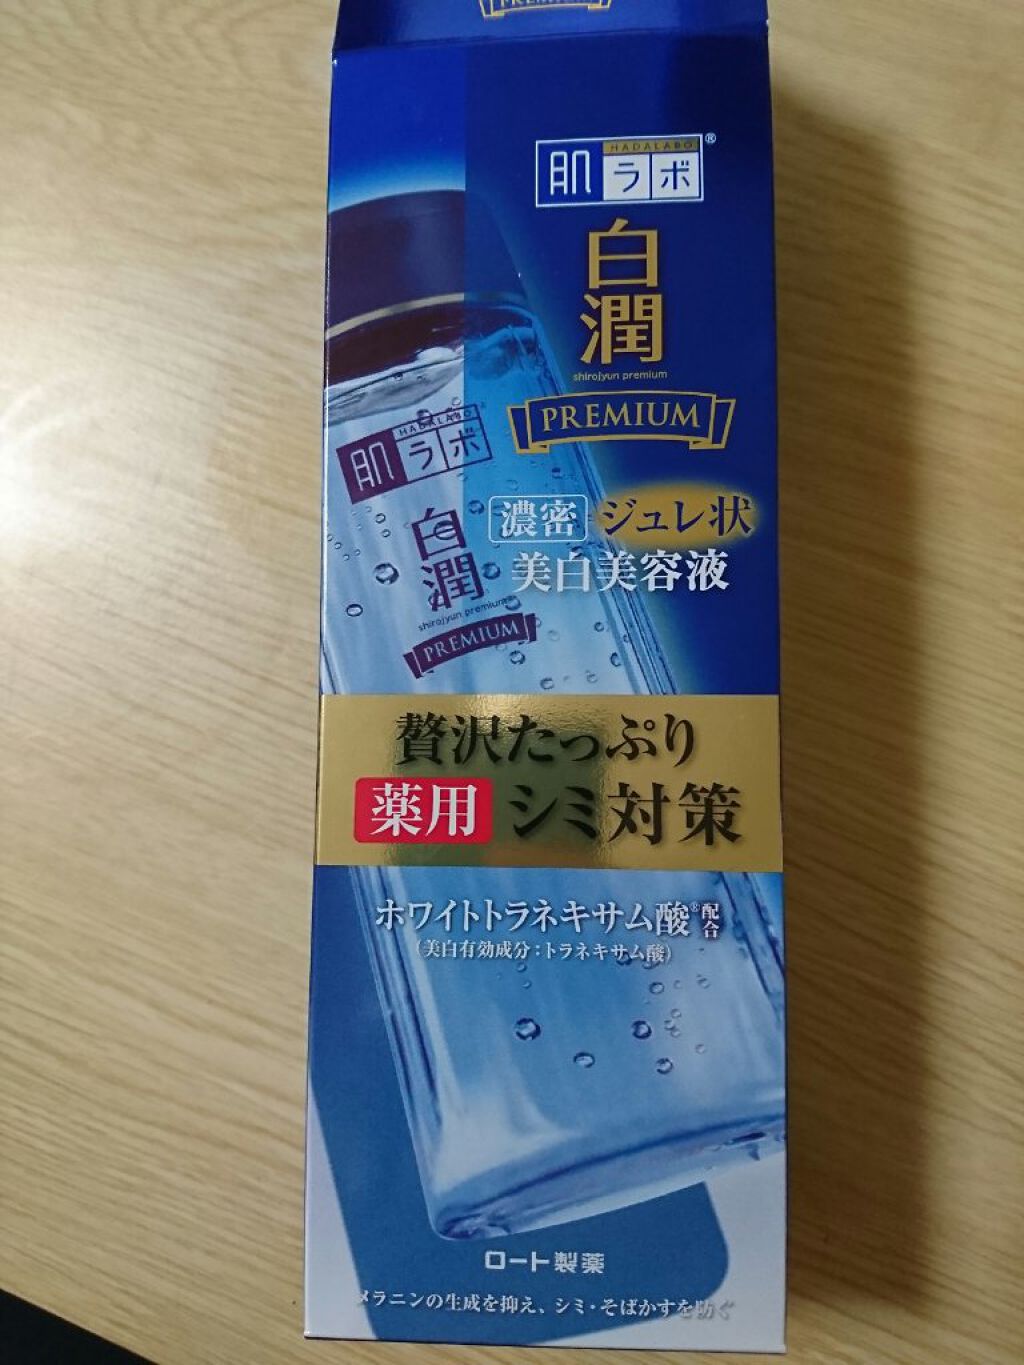 PREMIUM
HADALABO®
肌ラボ
白潤
shirojyun premium
PREMIUM
濃密 ジュレ状
美白美容液
HADALABO®
肌ラボ
白潤
shirojyun premium
PREMIUM
贅沢たっぷり
薬用 シミ対策
ホワイトトラネキサム酸®配合
(美白有効成分:トラネキサム酸)
ロート製薬
メラニンの生成を抑え、シミ・そばかすを防ぐ